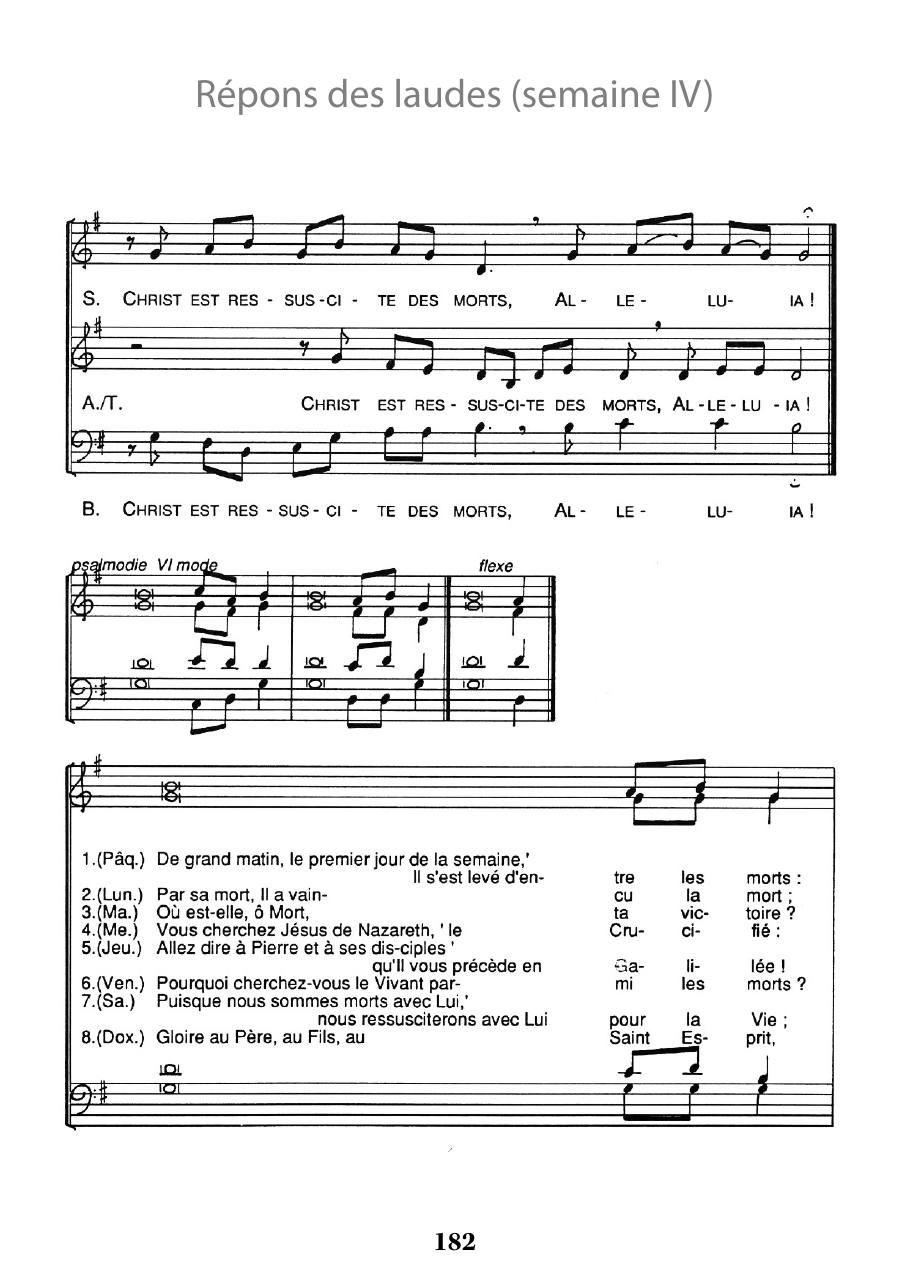 Répons des laudes (semaine IV)
S. CHRIST EST RES - SUS - CI - TE DES MORTS, AL - LE - LU- IA !
A./T. CHRIST EST RES - SUS-CI-TE DES MORTS, AL - LE - LU - IA !
B. CHRIST EST RES - SUS - CI - TE DES MORTS, AL - LE - LU- IA !
psalmodie VI mode flexe
1.(Pâq.) De grand matin, le premier jour de la semaine,'
Il s'est levé d'en- tre les morts :
2.(Lun.) Par sa mort, Il a vain- cu la mort ;
3.(Ma.) Où est-elle, ô Mort, ta vic- toire ?
4.(Me.) Vous cherchez Jésus de Nazareth, ' le Cru- ci- fié :
5.(Jeu.) Allez dire à Pierre et à ses dis-ciples '
qu'Il vous précède en Ga- li- lée !
6.(Ven.) Pourquoi cherchez-vous le Vivant par- mi les morts ?
7.(Sa.) Puisque nous sommes morts avec Lui,'
nous ressusciterons avec Lui pour la Vie ;
8.(Dox.) Gloire au Père, au Fils, au Saint Es- prit,
182